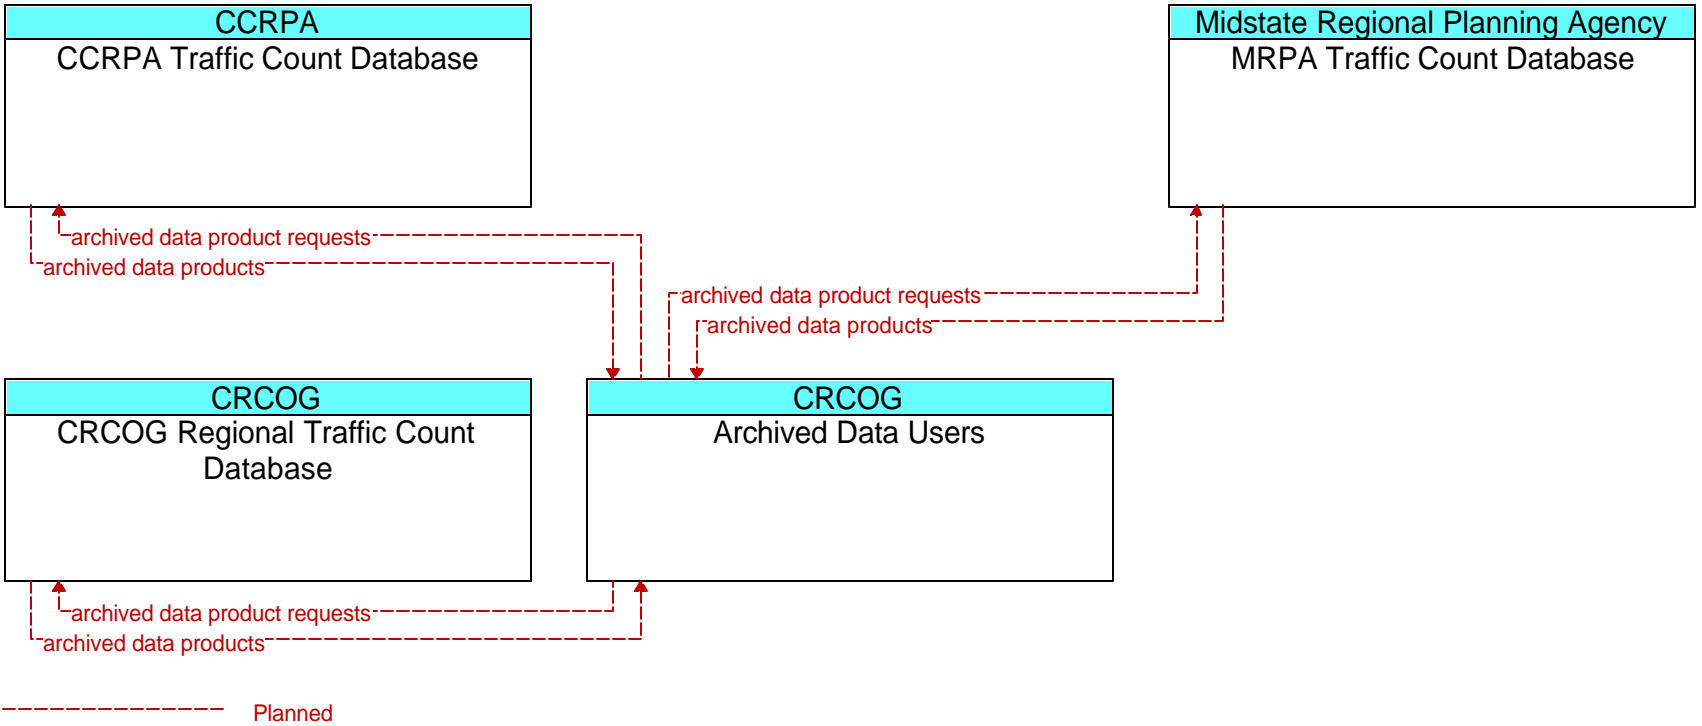 CCRPA
CCRPA Traffic Count Database
Midstate Regional Planning Agency
MRPA Traffic Count Database
archived data product requests
archived data products
archived data product requests
archived data products
CRCOG
CRCOG Regional Traffic Count
Database
CRCOG
Archived Data Users
archived data product requests
archived data products
Planned